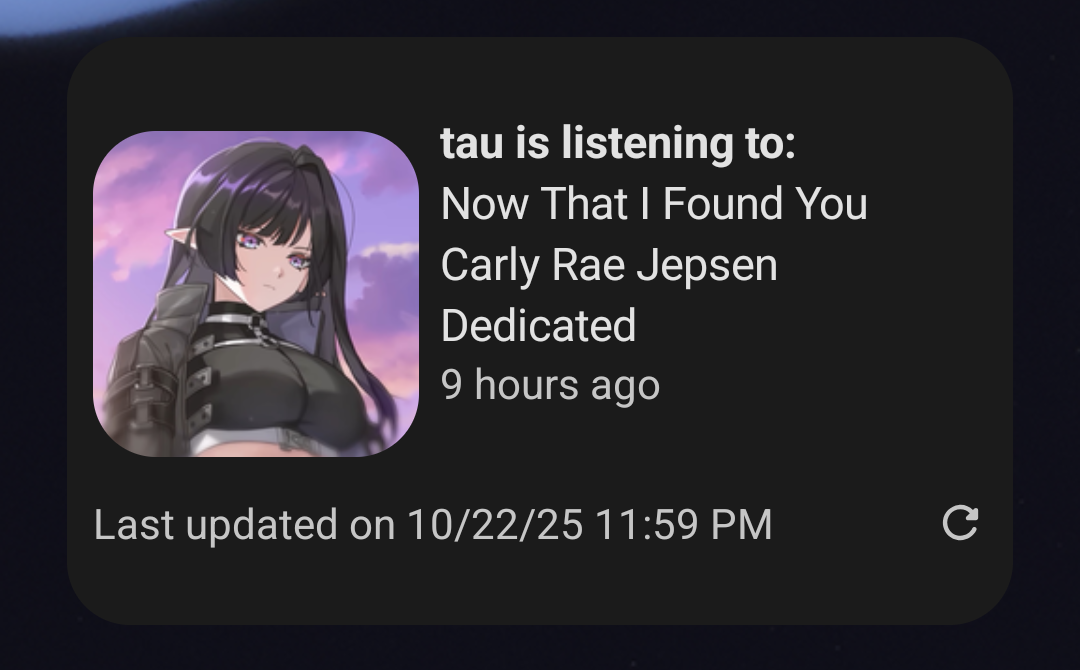 tau is listening to:
Now That I Found You
Carly Rae Jepsen
Dedicated
9 hours ago
Last updated on 10/22/25 11:59 PM